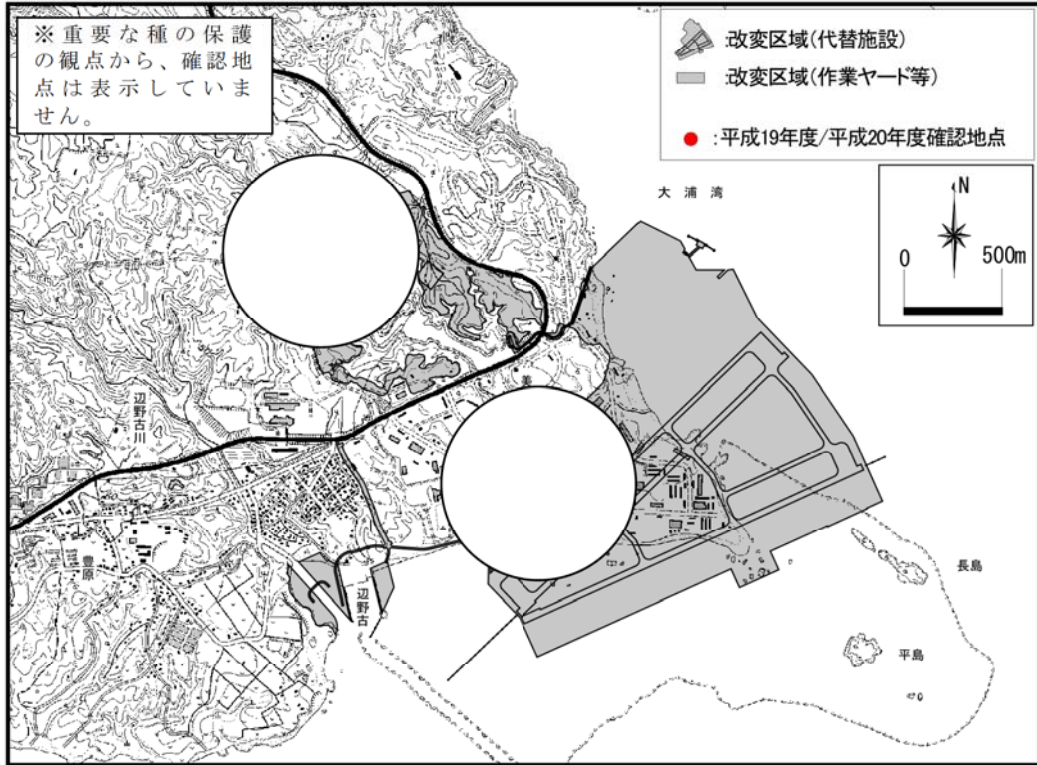 ※重要な種の保護
の観点から、確認地
点は表示していま
せん。
:改変区域(代替施設)
:改変区域(作業ヤード等)
:平成19年度/平成20年度確認地点
大浦湾
N
0 500m
美
辺野古川
豊原
辺野古
長島
平島